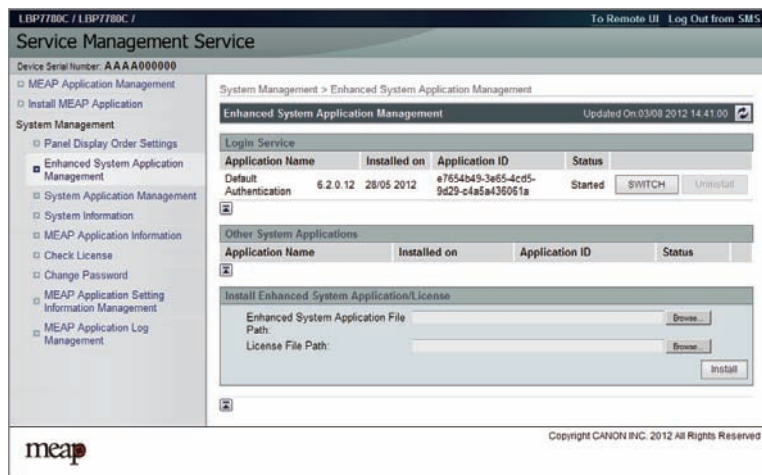 LBP7780C / LBP7780C /
To Remote UI Log Out from SMS
Service Management Service
Device Serial Number: AAAA000000
MEAP Application Management
Install MEAP Application
System Management
Panel Display Order Settings
Enhanced System Application
Management
System Application Management
System Information
MEAP Application Information
Check License
Change Password
MEAP Application Setting
Information Management
MEAP Application Log
Management
System Management > Enhanced System Application Management
Enhanced System Application Management
Updated On:03/08 2012 14:41:00
Login Service
Application Name Installed on Application ID Status
Default
Authentication 6.2.0.12 28/05 2012 e7654b49-3e65-4cd5-
9d29-c4a5a436061a Started SWITCH Uninstall
Other System Applications
Application Name Installed on Application ID Status
Install Enhanced System Application/License
Enhanced System Application File
Path: Browse...
License File Path: Browse...
Install
meap
Copyright CANON INC. 2012 All Rights Reserved